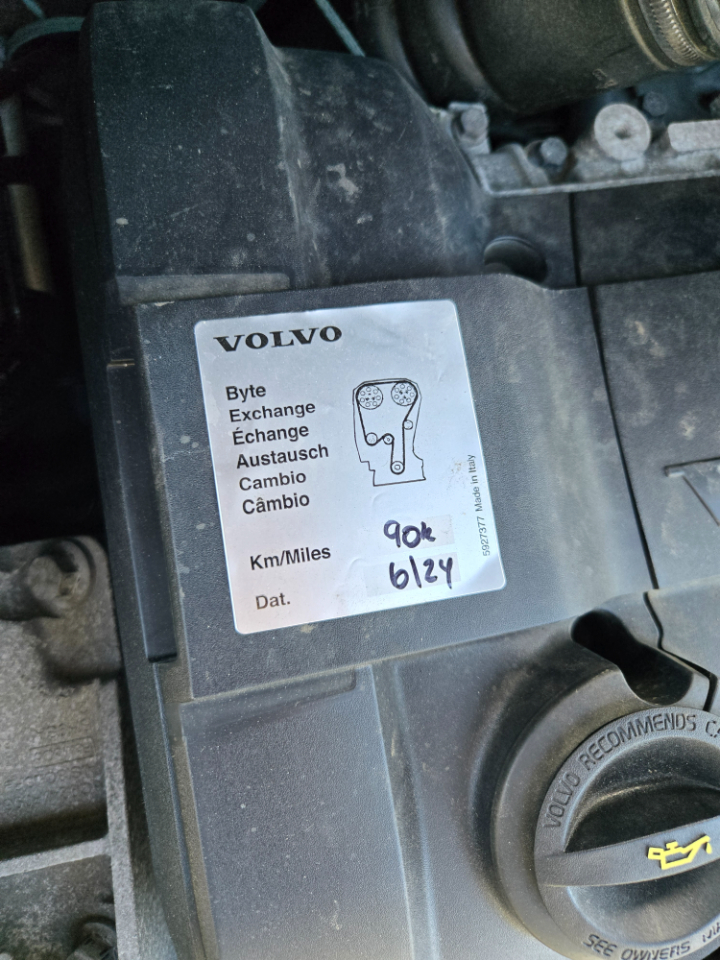 VOLVO
Byte
Exchange
Échange
Austausch
Cambio
Câmbio
Km/Miles 90k
Dat. 6/24
5927377 Made in Italy
VOLVO RECOMMENDS
SEE OWNERS